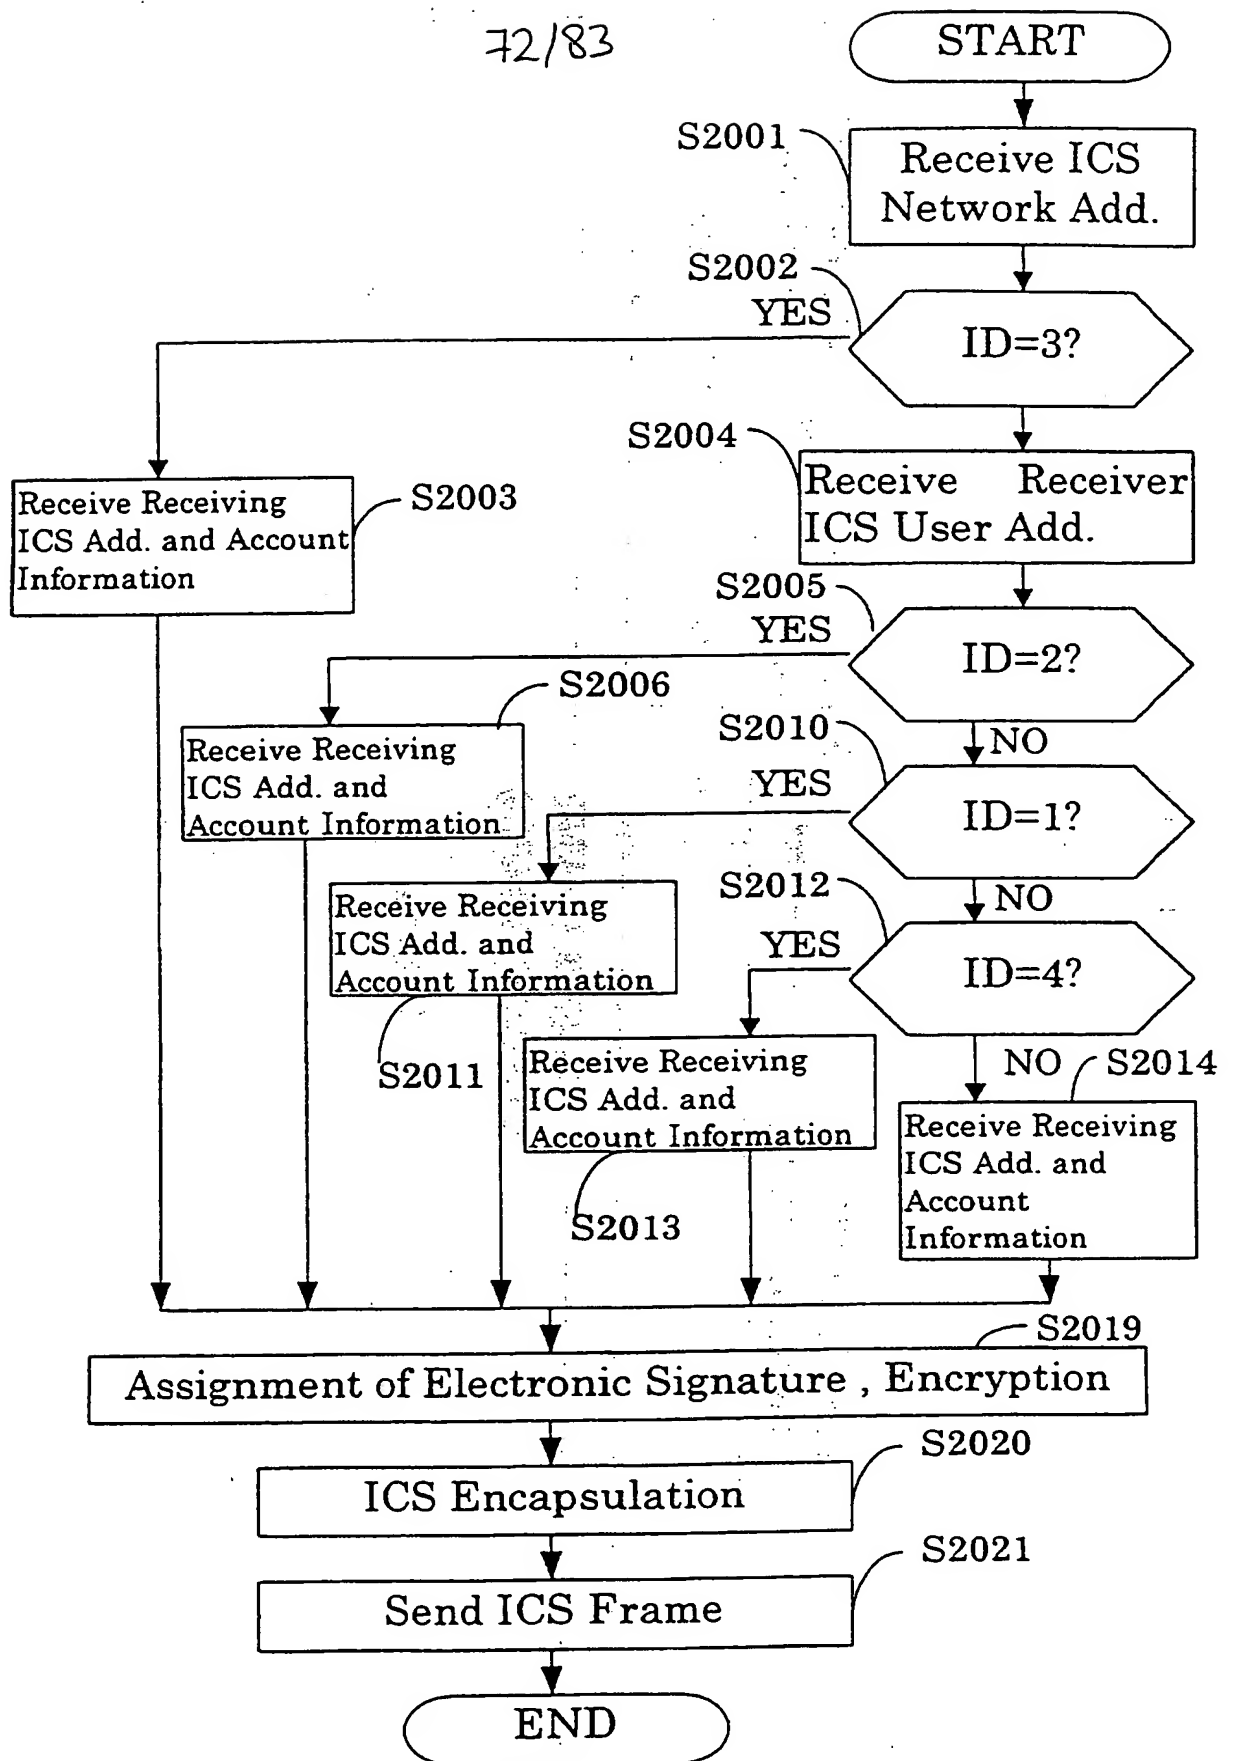 72/83
START
S2001
Receive ICS
Network Add.
S2002
YES
ID=3?
S2004
Receive Receiver
ICS User Add.
Receive Receiving
ICS Add. and Account
Information
S2003
S2005
YES
ID=2?
S2006
Receive Receiving
ICS Add. and
Account Information
NO
S2010
YES
ID=1?
Receive Receiving
ICS Add. and
Account Information
S2011
NO
S2012
YES
ID=4?
Receive Receiving
ICS Add. and
Account Information
S2013
NO
S2014
Receive Receiving
ICS Add. and
Account
Information
S2019
Assignment of Electronic Signature , Encryption
S2020
ICS Encapsulation
S2021
Send ICS Frame
END